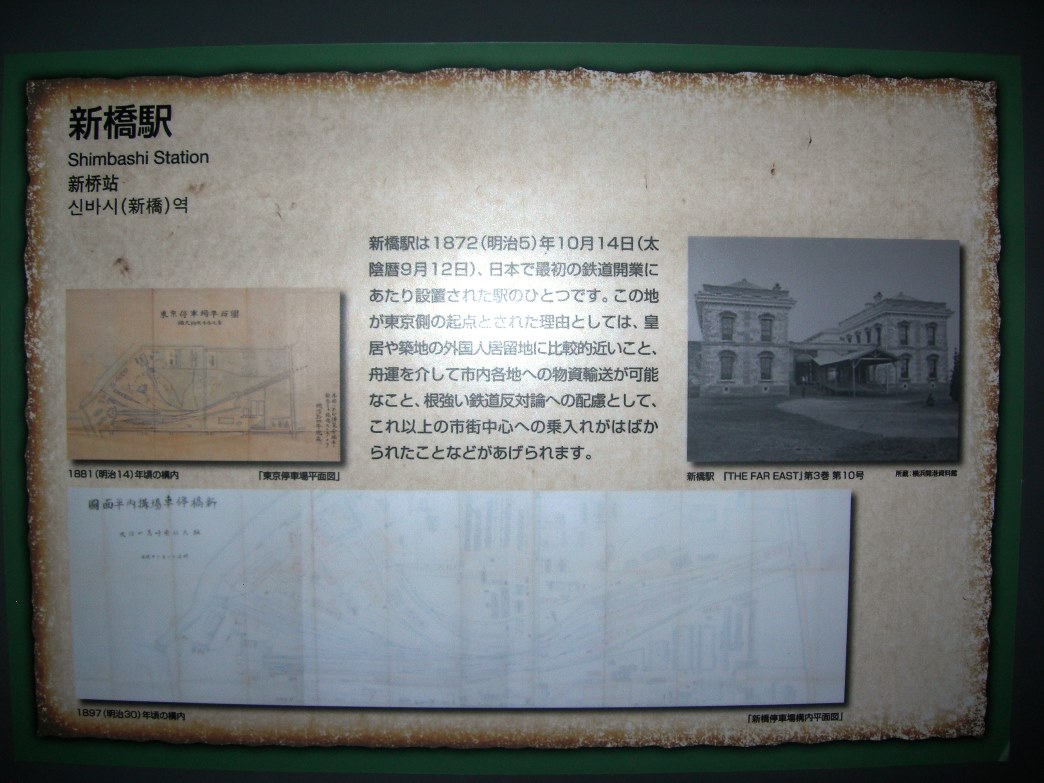 新橋駅
Shimbashi Station
新桥站
신바시(新橋)역
新橋駅は1872(明治5)年10月14日(太
陰暦9月12日)、日本で最初の鉄道開業に
あたり設置された駅のひとつです。この地
が東京側の起点とされた理由としては、皇
居や築地の外国人居留地に比較的近いこと、
舟運を介して市内各地への物資輸送が可能
なこと、根強い鉄道反対論への配慮として、
これ以上の市街中心への乗入れがはばか
られたことなどがあげられます。
東京停車場平面圖
1881(明治14)年頃の構内
「東京停車場平面図」
新橋駅 「THE FAR EAST」第3巻 第10号
所蔵:横浜開港資料館
新橋停車場構内平面圖
1897(明治30)年頃の構内
「新橋停車場構内平面図」